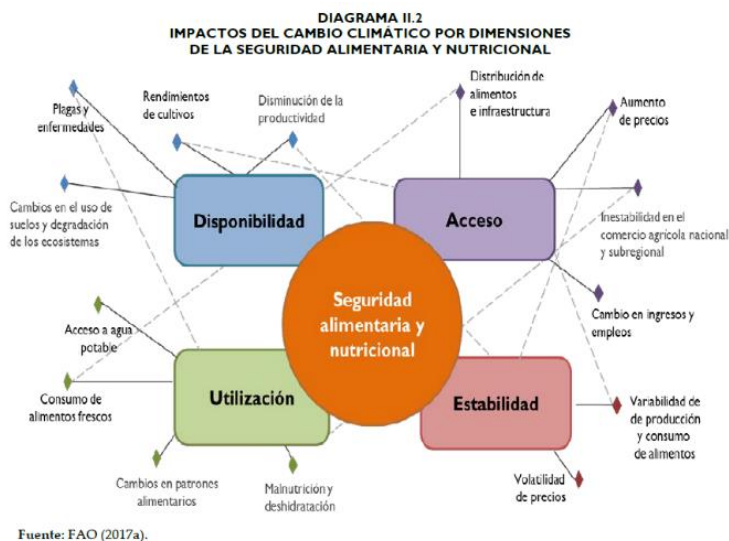 DIAGRAMA II.2
IMPACTOS DEL CAMBIO CLIMÁTICO POR DIMENSIONES
DE LA SEGURIDAD ALIMENTARIA Y NUTRICIONAL
Plagas y
enfermedades
Rendimientos
de cultivos
Disminución de la
productividad
Distribución de
alimentos
e infraestructura
Aumento
de precios
Cambios en el uso de
suelos y degradación
de los ecosistemas
Disponibilidad
Acceso
Inestabilidad en el
comercio agrícola nacional
y subregional
Seguridad
alimentaria y
nutricional
Cambio en ingresos y
empleos
Acceso a agua
potable
Consumo de
alimentos frescos
Utilización
Estabilidad
Variabilidad de
de producción
y consumo
de alimentos
Cambios en patrones
alimentarios
Malnutrición y
deshidratación
Volatilidad
de precios
Fuente: FAO (2017a).